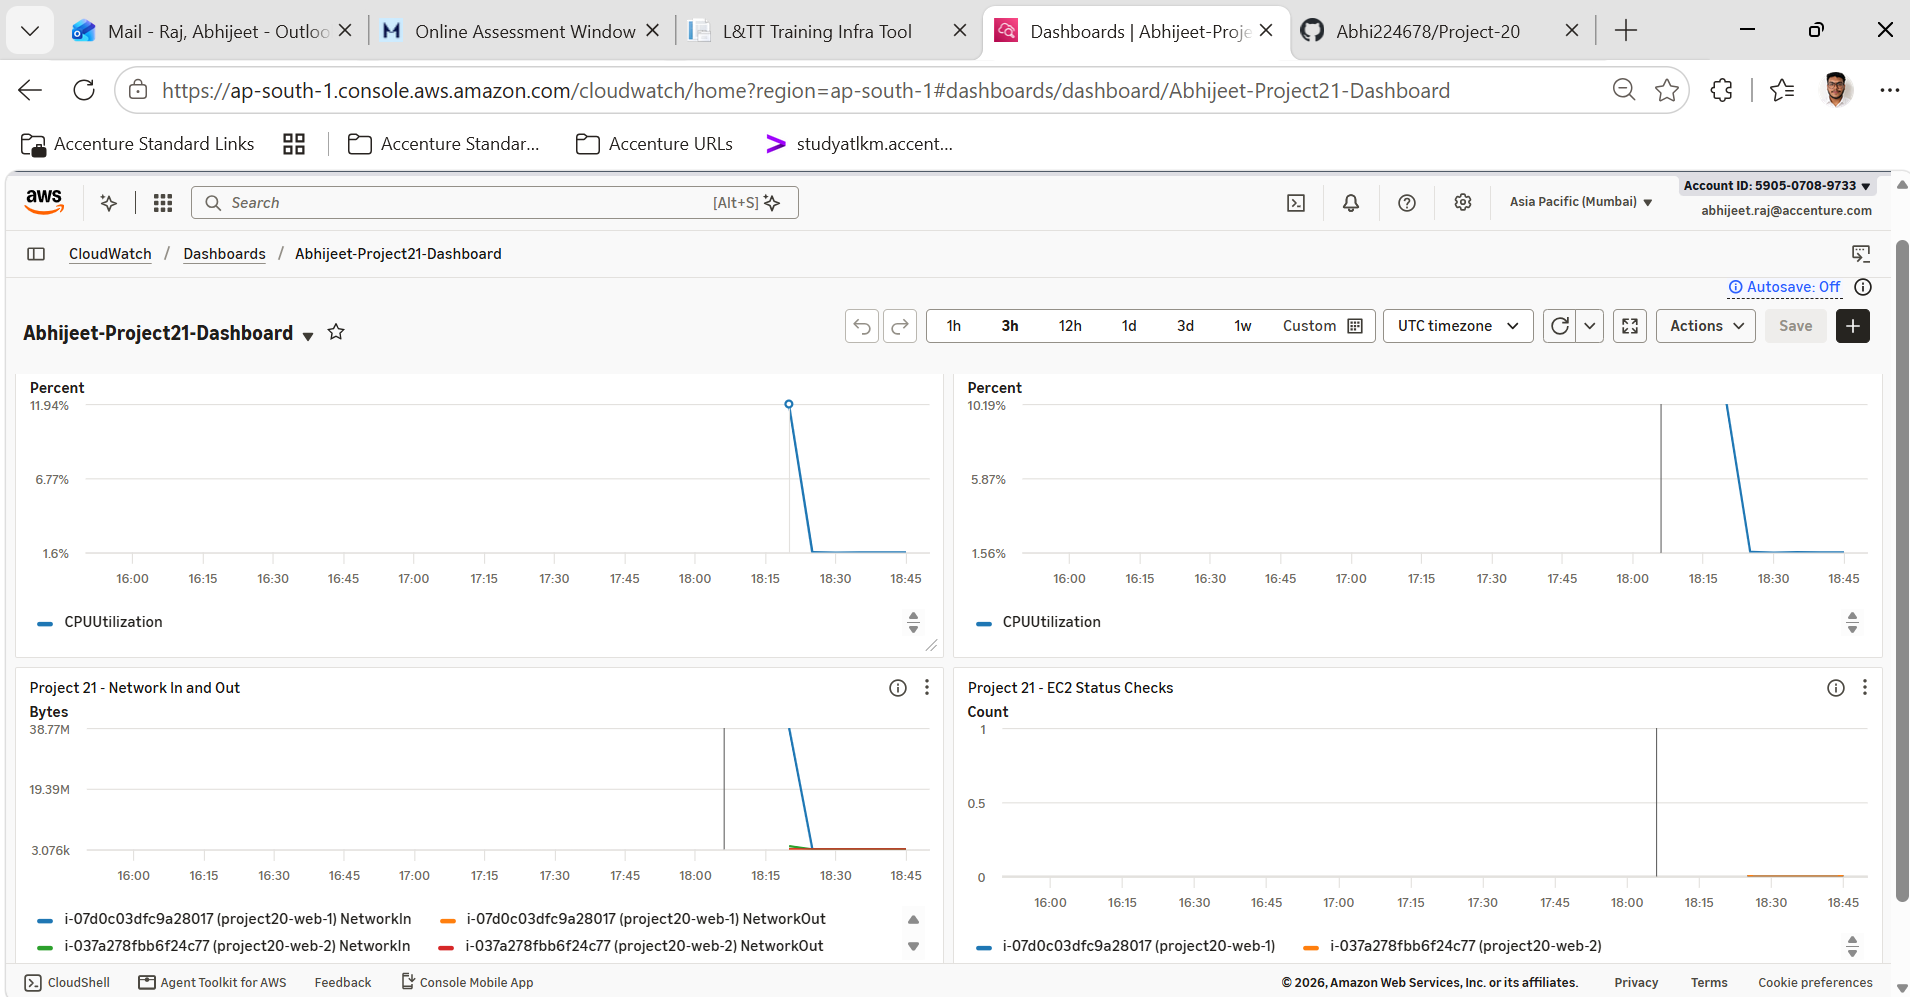 Mail - Raj, Abhijeet - Outloo
Online Assessment Window
L&TT Training Infra Tool
Dashboards | Abhijeet-Proje
Abhi224678/Project-20
https://ap-south-1.console.aws.amazon.com/cloudwatch/home?region=ap-south-1#dashboards/dashboard/Abhijeet-Project21-Dashboard
Accenture Standard Links
Accenture Standar...
Accenture URLs
studyatlkm.accent...
aws
Search
[Alt+S]
Asia Pacific (Mumbai)
Account ID: 5905-0708-9733
abhijeet.raj@accenture.com
CloudWatch / Dashboards / Abhijeet-Project21-Dashboard
Autosave: Off
Abhijeet-Project21-Dashboard
1h 3h 12h 1d 3d 1w Custom
UTC timezone
Actions
Save
Percent
11.94%
6.77%
1.6%
16:00 16:15 16:30 16:45 17:00 17:15 17:30 17:45 18:00 18:15 18:30 18:45
CPUUtilization
Percent
10.19%
5.87%
1.56%
16:00 16:15 16:30 16:45 17:00 17:15 17:30 17:45 18:00 18:15 18:30 18:45
CPUUtilization
Project 21 - Network In and Out
Bytes
38.77M
19.39M
3.076k
16:00 16:15 16:30 16:45 17:00 17:15 17:30 17:45 18:00 18:15 18:30 18:45
i-07d0c03dfc9a28017 (project20-web-1) NetworkIn
i-07d0c03dfc9a28017 (project20-web-1) NetworkOut
i-037a278fbb6f24c77 (project20-web-2) NetworkIn
i-037a278fbb6f24c77 (project20-web-2) NetworkOut
Project 21 - EC2 Status Checks
Count
1
0.5
0
16:00 16:15 16:30 16:45 17:00 17:15 17:30 17:45 18:00 18:15 18:30 18:45
i-07d0c03dfc9a28017 (project20-web-1)
i-037a278fbb6f24c77 (project20-web-2)
CloudShell
Agent Toolkit for AWS
Feedback
Console Mobile App
© 2026, Amazon Web Services, Inc. or its affiliates.
Privacy
Terms
Cookie preferences